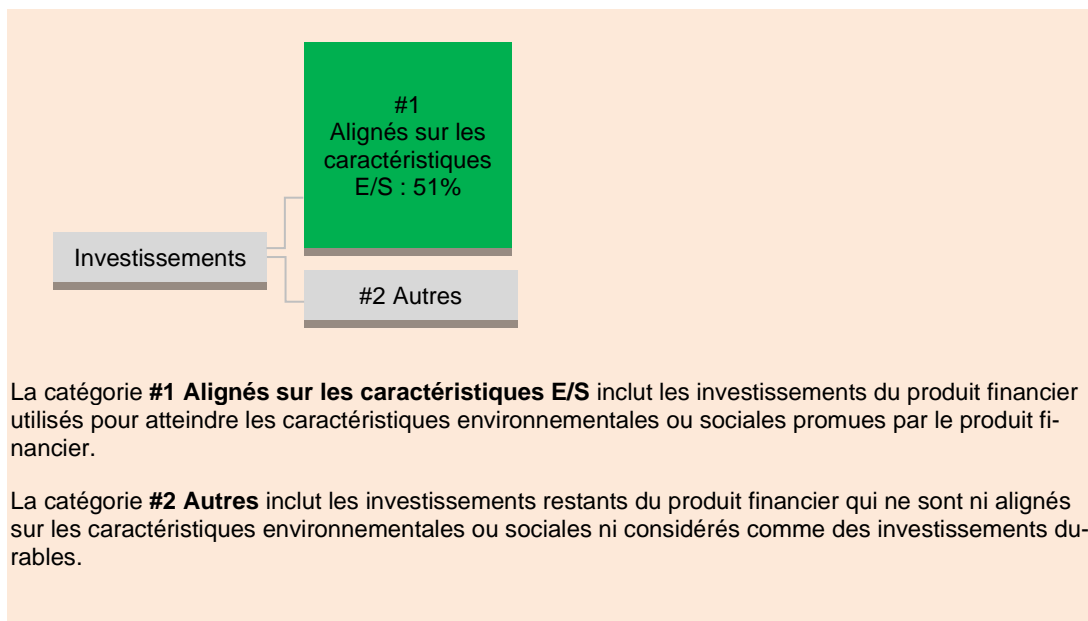 #1
Alignés sur les
caractéristiques
E/S : 51%
Investissements
#2 Autres
La catégorie #1 Alignés sur les caractéristiques E/S inclut les investissements du produit financier
utilisés pour atteindre les caractéristiques environnementales ou sociales promues par le produit fi-
nancier.
La catégorie #2 Autres inclut les investissements restants du produit financier qui ne sont ni alignés
sur les caractéristiques environnementales ou sociales ni considérés comme des investissements du-
rables.